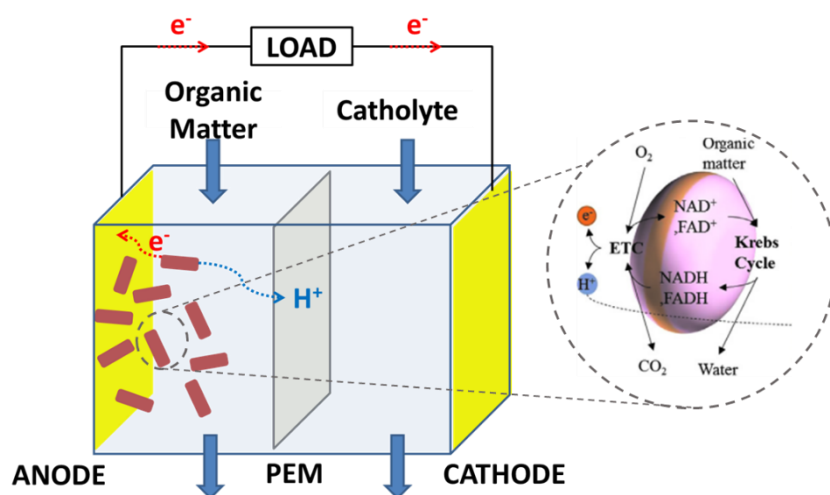 e⁻
e⁻
LOAD
Organic
Matter
Catholyte
e⁻
H⁺
ANODE
PEM
CATHODE
O₂
Organic
matter
e⁻
NAD⁺
,FAD⁺
ETC
Krebs
Cycle
H⁺
NADH
,FADH
CO₂
Water